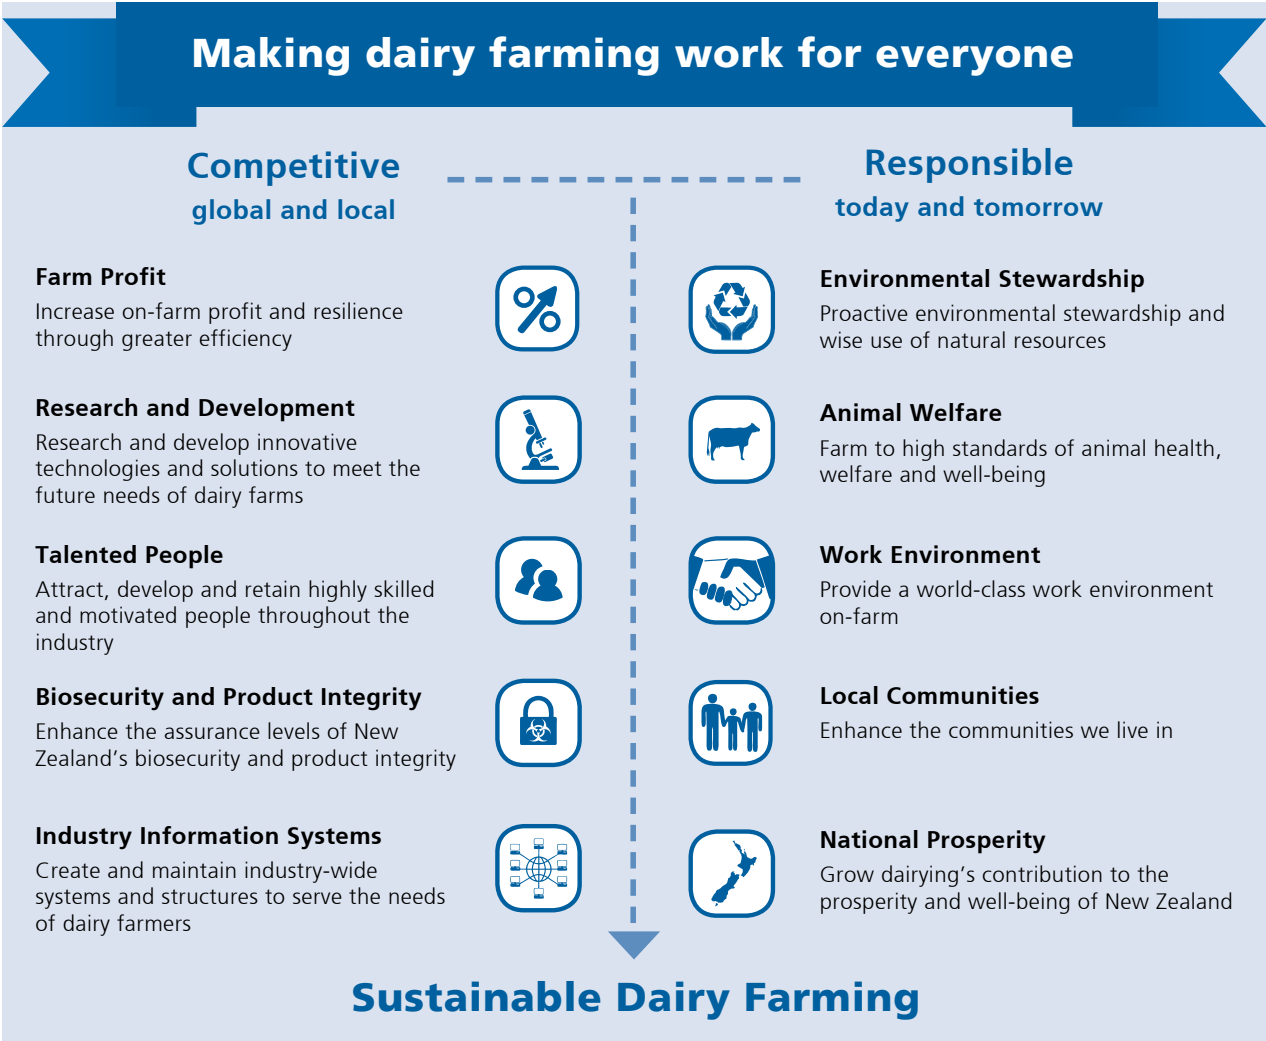 Making dairy farming work for everyone
Competitive
global and local
Farm Profit
Increase on-farm profit and resilience
through greater efficiency
Research and Development
Research and develop innovative
technologies and solutions to meet the
future needs of dairy farms
Talented People
Attract, develop and retain highly skilled
and motivated people throughout the
industry
Biosecurity and Product Integrity
Enhance the assurance levels of New
Zealand’s biosecurity and product integrity
Industry Information Systems
Create and maintain industry-wide
systems and structures to serve the needs
of dairy farmers
Responsible
today and tomorrow
Environmental Stewardship
Proactive environmental stewardship and
wise use of natural resources
Animal Welfare
Farm to high standards of animal health,
welfare and well-being
Work Environment
Provide a world-class work environment
on-farm
Local Communities
Enhance the communities we live in
National Prosperity
Grow dairying’s contribution to the
prosperity and well-being of New Zealand
Sustainable Dairy Farming